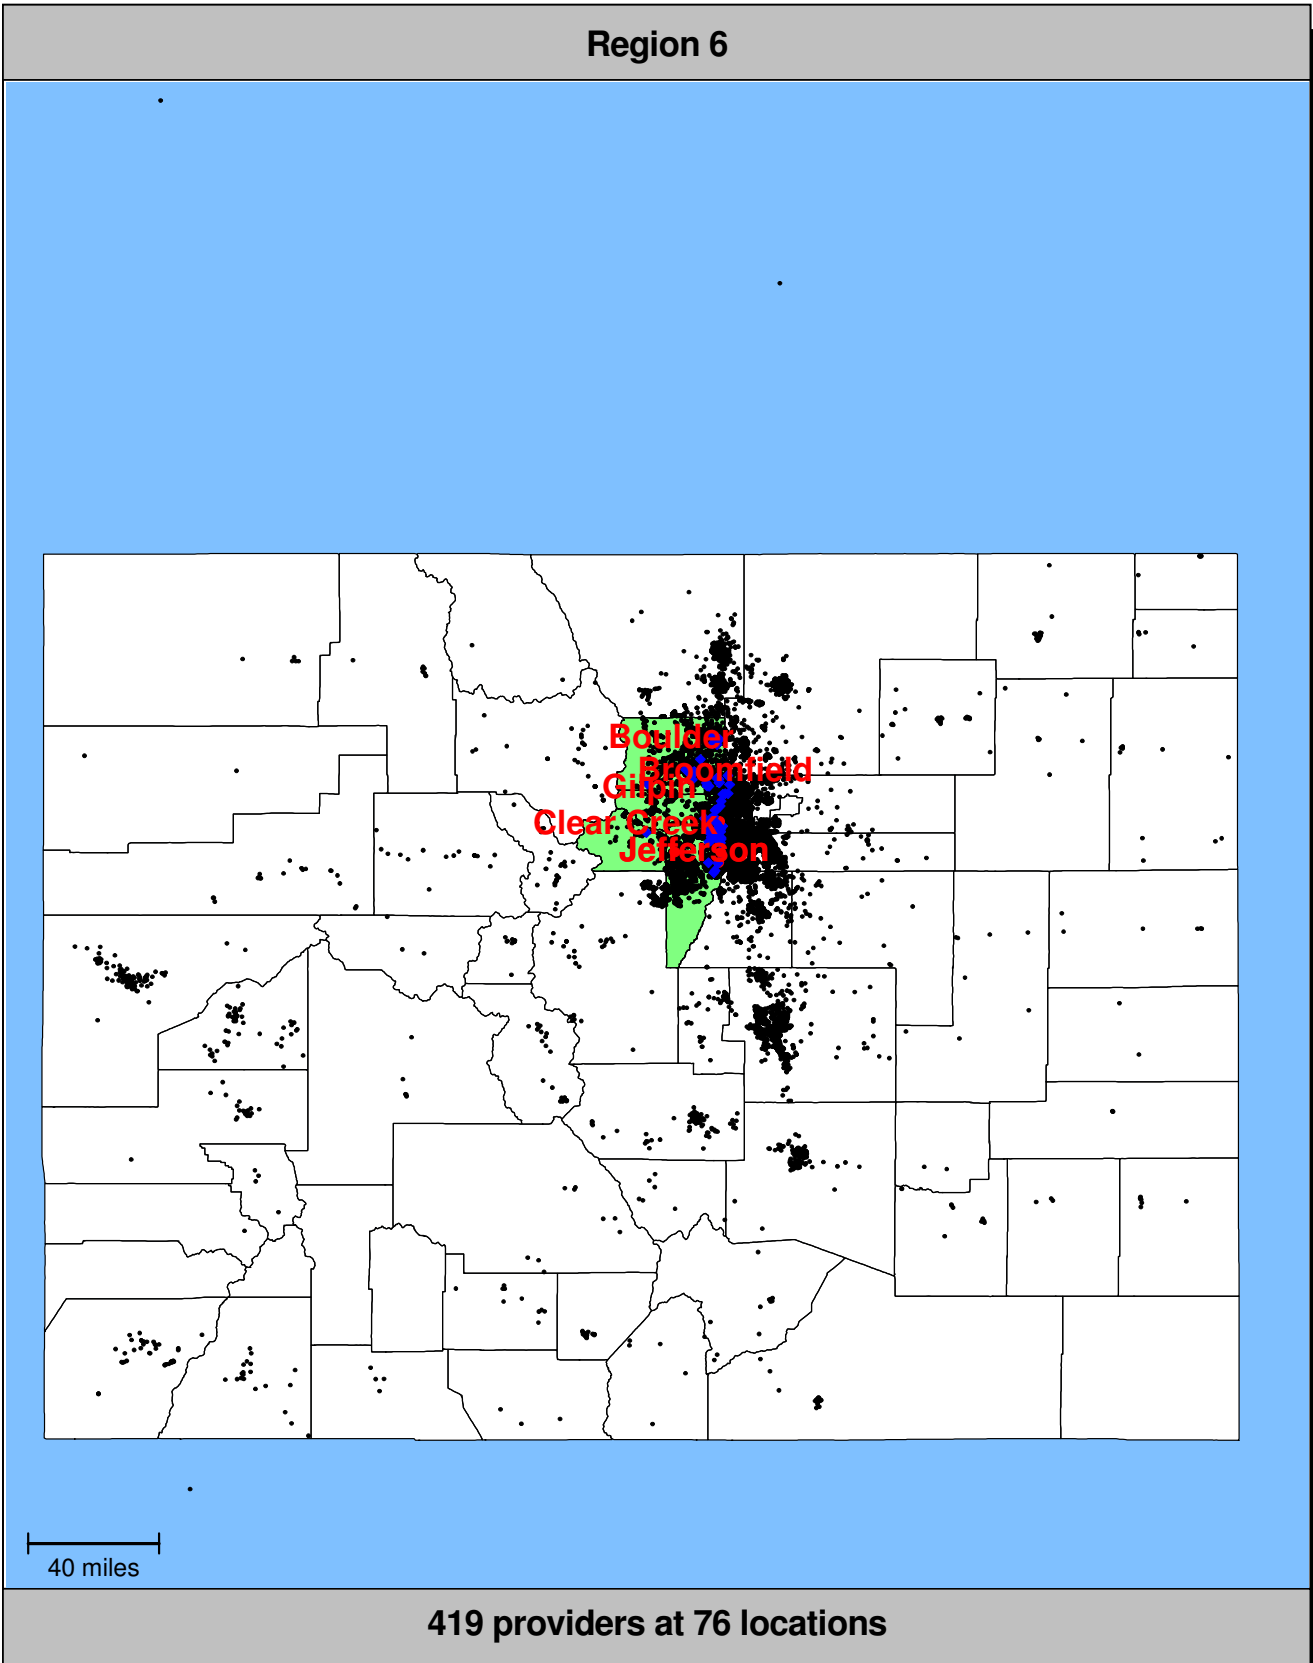 Region 6
Boulder
Broomfield
Gilpin
Clear Creek
Jefferson
40 miles
419 providers at 76 locations